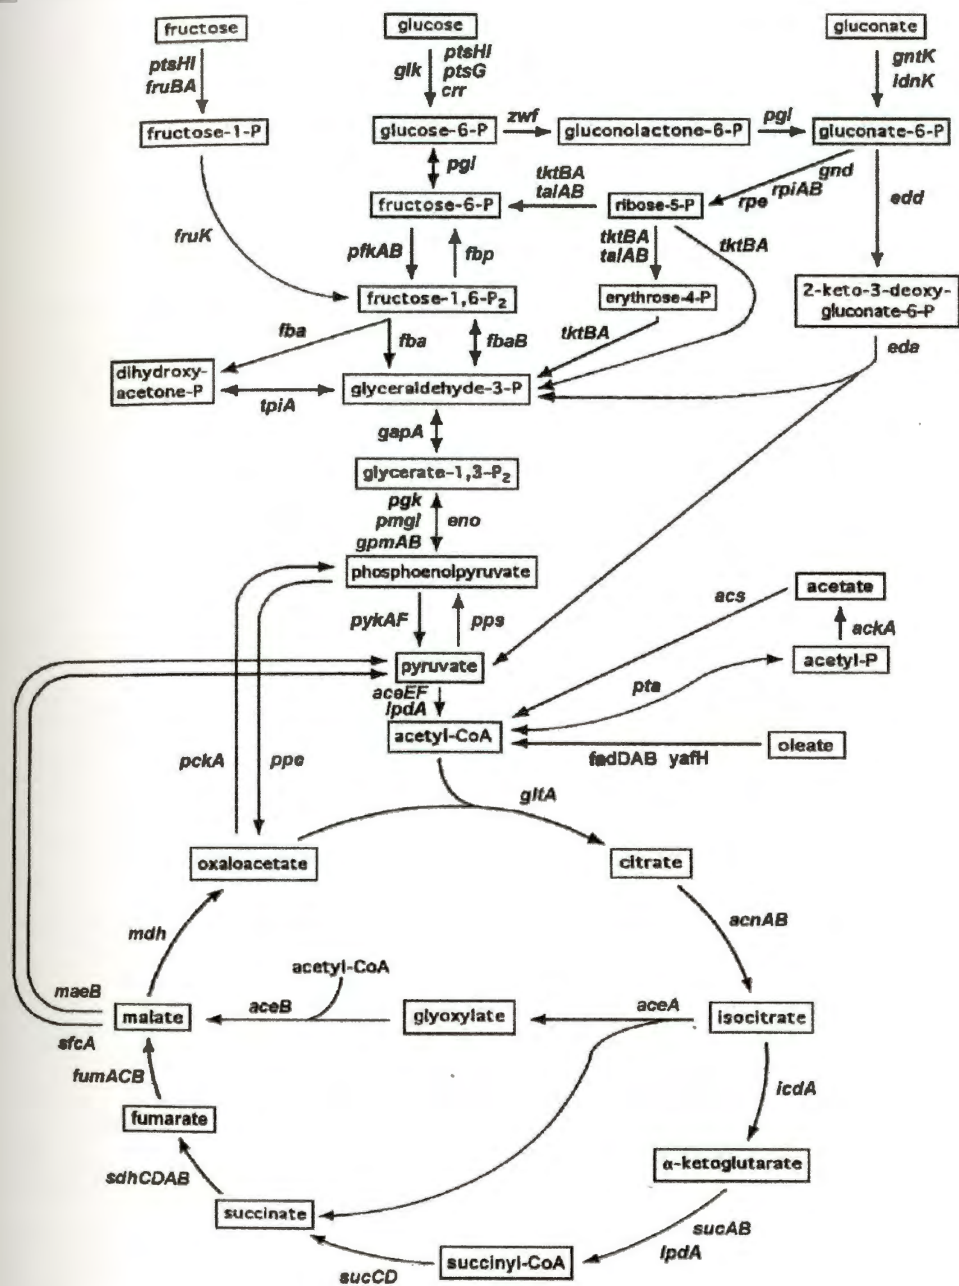 fructose
glucose
gluconate
ptsHI
fruBA
glk
ptsHI
ptsG
crr
gntK
idnK
fructose-1-P
glucose-6-P
zwf
gluconolactone-6-P
pgl
gluconate-6-P
pgi
tktBA
talAB
gnd
rpiAB
rpe
edd
fructose-6-P
ribose-5-P
fruK
pfkAB
fbp
tktBA
talAB
tktBA
fructose-1,6-P2
erythrose-4-P
2-keto-3-deoxy-
gluconate-6-P
fba
fba
fbaB
tktBA
eda
dihydroxy-
acetone-P
tpiA
glyceraldehyde-3-P
gapA
glycerate-1,3-P2
pgk
pmgI
gpmAB
eno
phosphoenolpyruvate
acetate
acs
pykAF
pps
ackA
pyruvate
acetyl-P
aceEF
lpdA
pta
acetyl-CoA
oleate
fadDAB yafH
pckA
ppc
gltA
oxaloacetate
citrate
mdh
acnAB
acetyl-CoA
maeB
malate
aceB
glyoxylate
aceA
isocitrate
sfcA
fumACB
icdA
fumarate
α-ketoglutarate
sdhCDAB
succinate
sucAB
lpdA
succinyl-CoA
sucCD